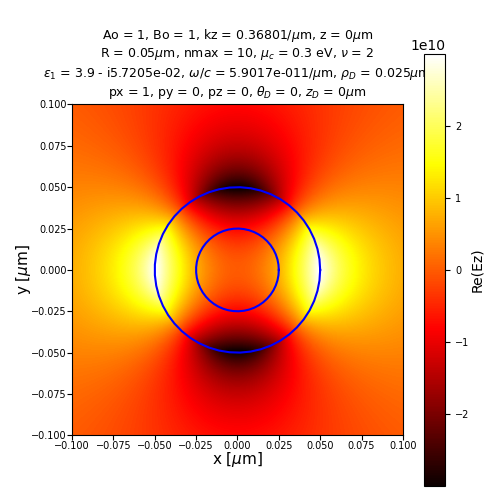 Ao = 1, Bo = 1, kz = 0.36801/μm, z = 0μm
R = 0.05μm, nmax = 10, μc = 0.3 eV, ν = 2
ε1 = 3.9 - i5.7205e-02, ω/c = 5.9017e-011/μm, ρD = 0.025μm
px = 1, py = 0, pz = 0, θD = 0, zD = 0μm
1e10
0.100
0.075
0.050
0.025
0.000
−0.025
−0.050
−0.075
−0.100
y [μm]
−0.100 −0.075 −0.050 −0.025 0.000 0.025 0.050 0.075 0.100
x [μm]
2
1
0
−1
−2
Re(Ez)